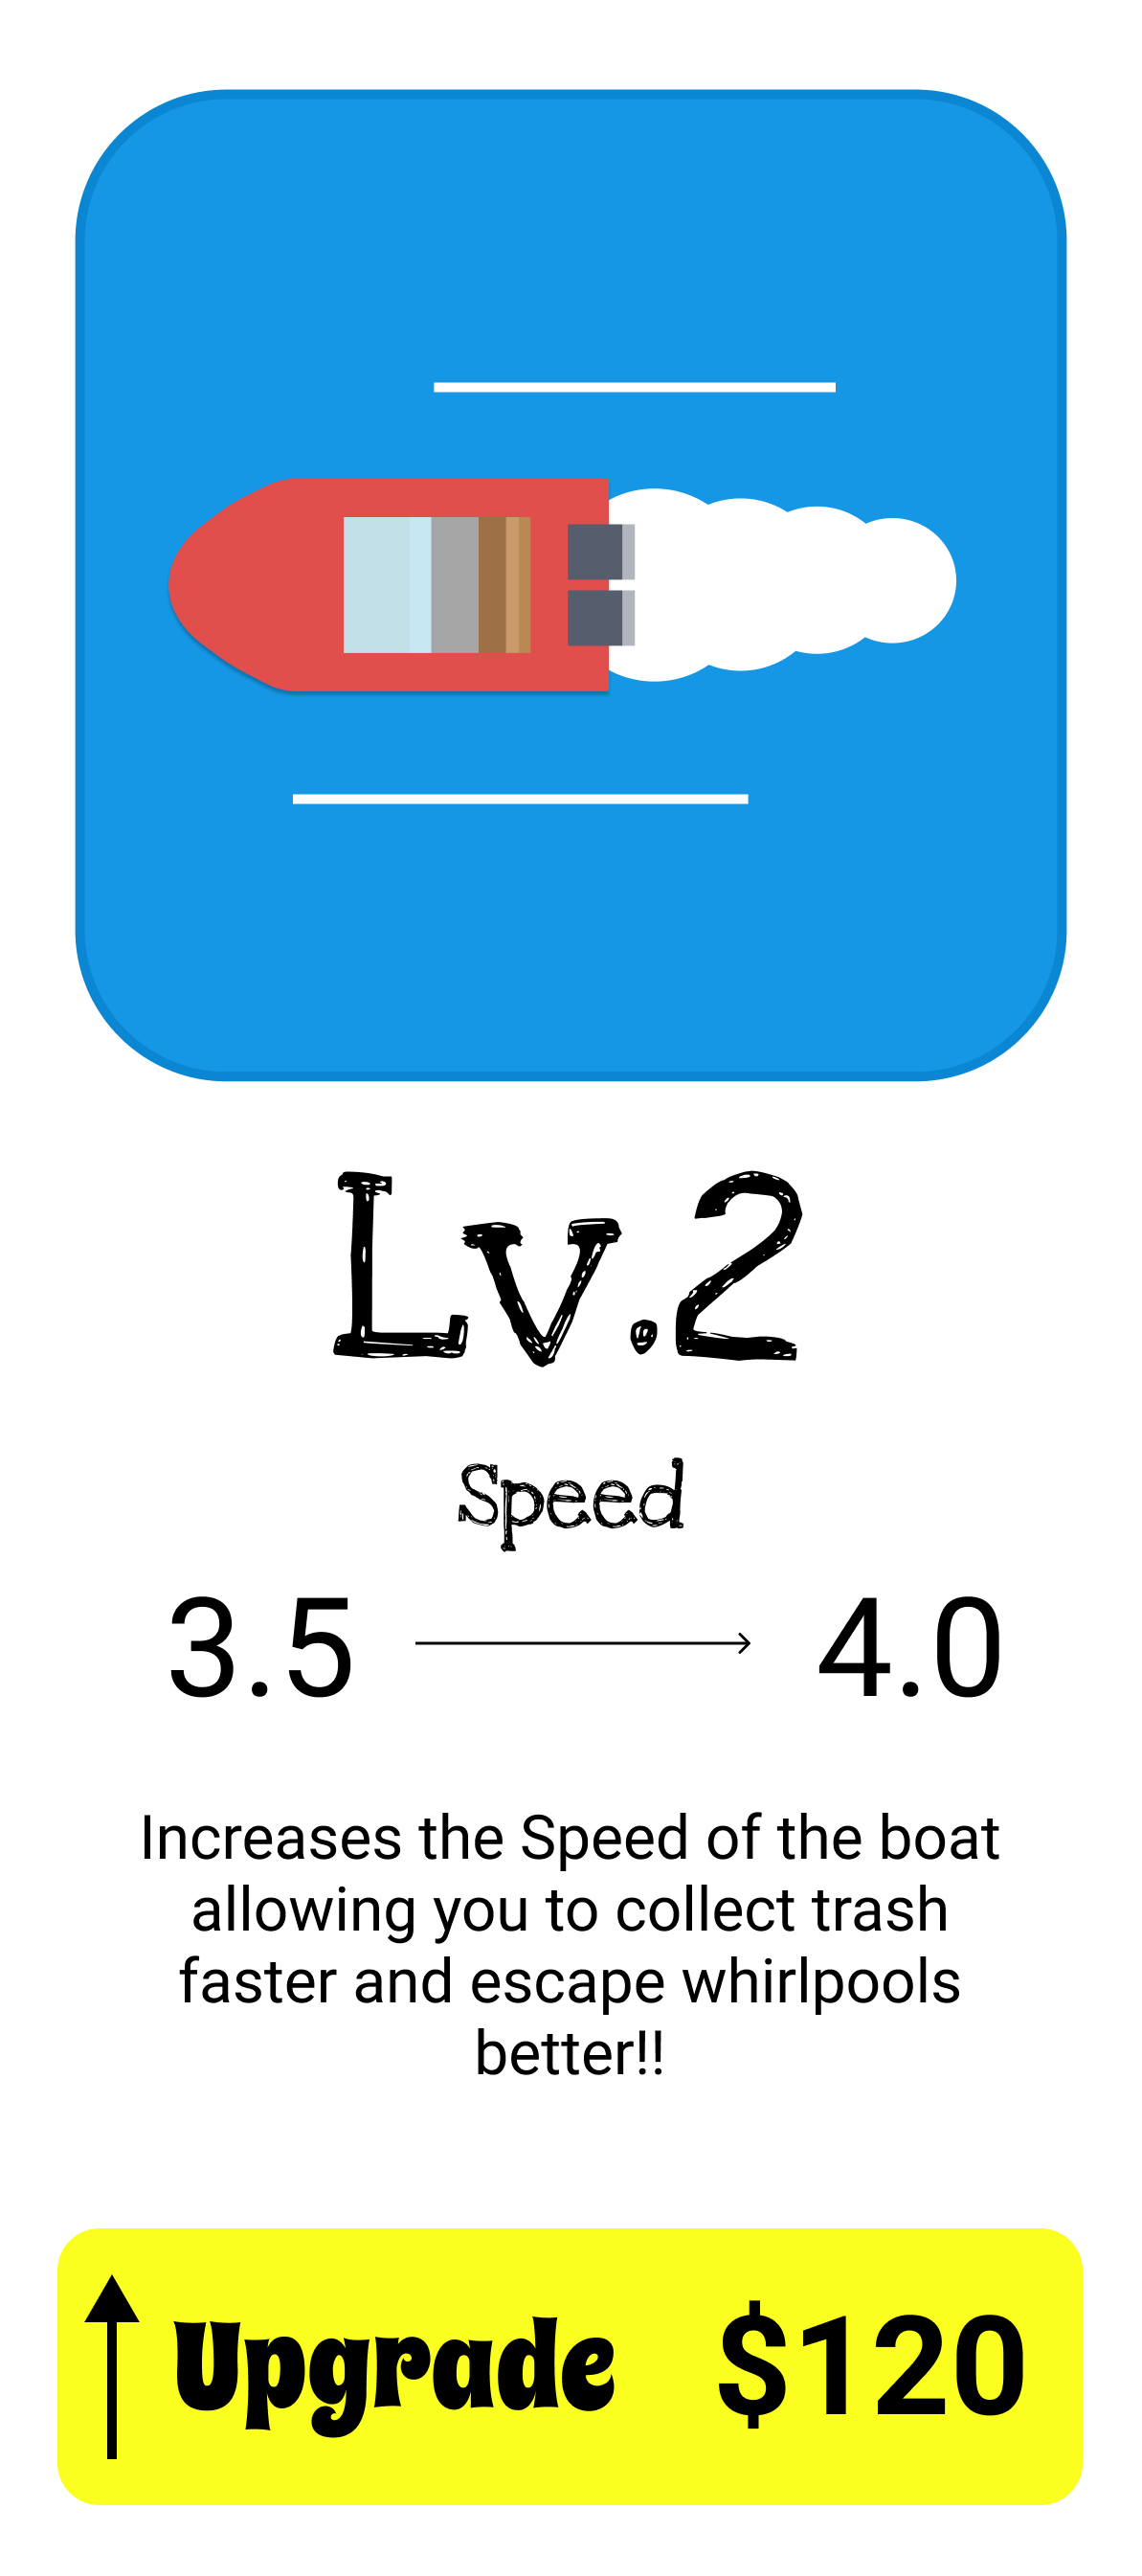 Lv.2
Speed
3.5 4.0
Increases the Speed of the boat
allowing you to collect trash
faster and escape whirlpools
better!!
Upgrade $120